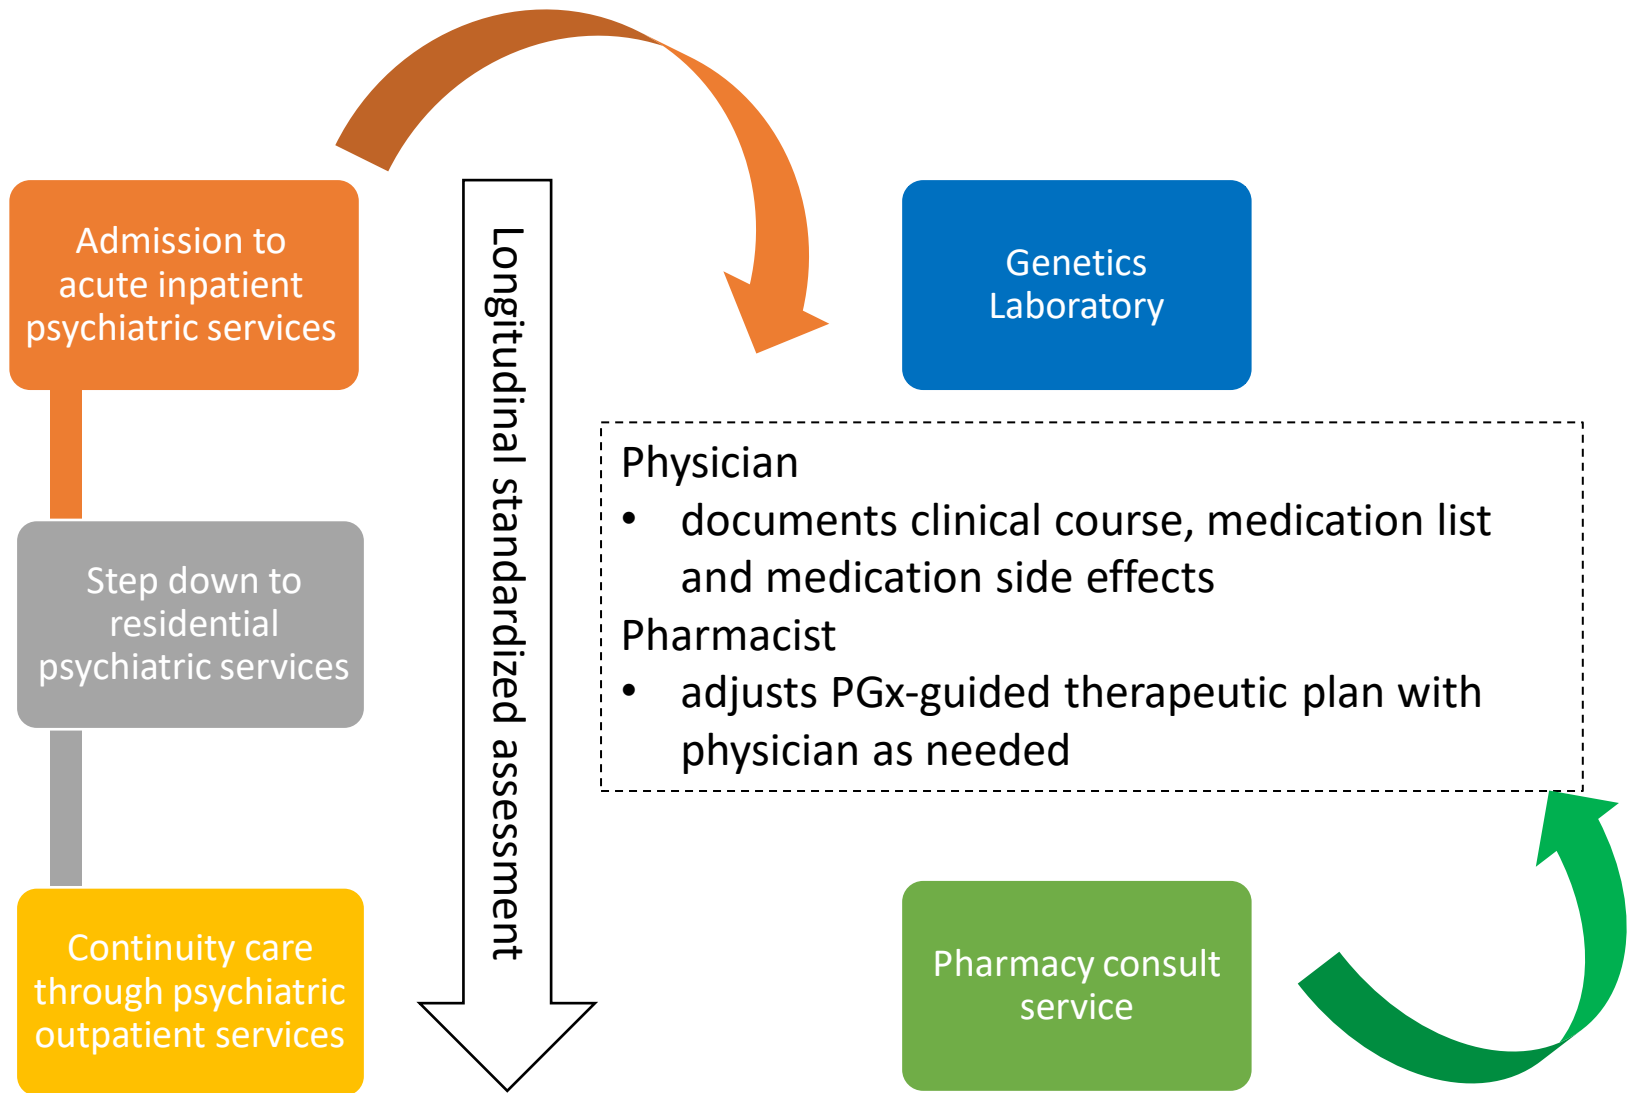 Admission to
acute inpatient
psychiatric services
Step down to
residential
psychiatric services
Continuity care
through psychiatric
outpatient services
Longitudinal standardized assessment
Genetics
Laboratory
Physician
• documents clinical course, medication list
and medication side effects
Pharmacist
• adjusts PGx-guided therapeutic plan with
physician as needed
Pharmacy consult
service